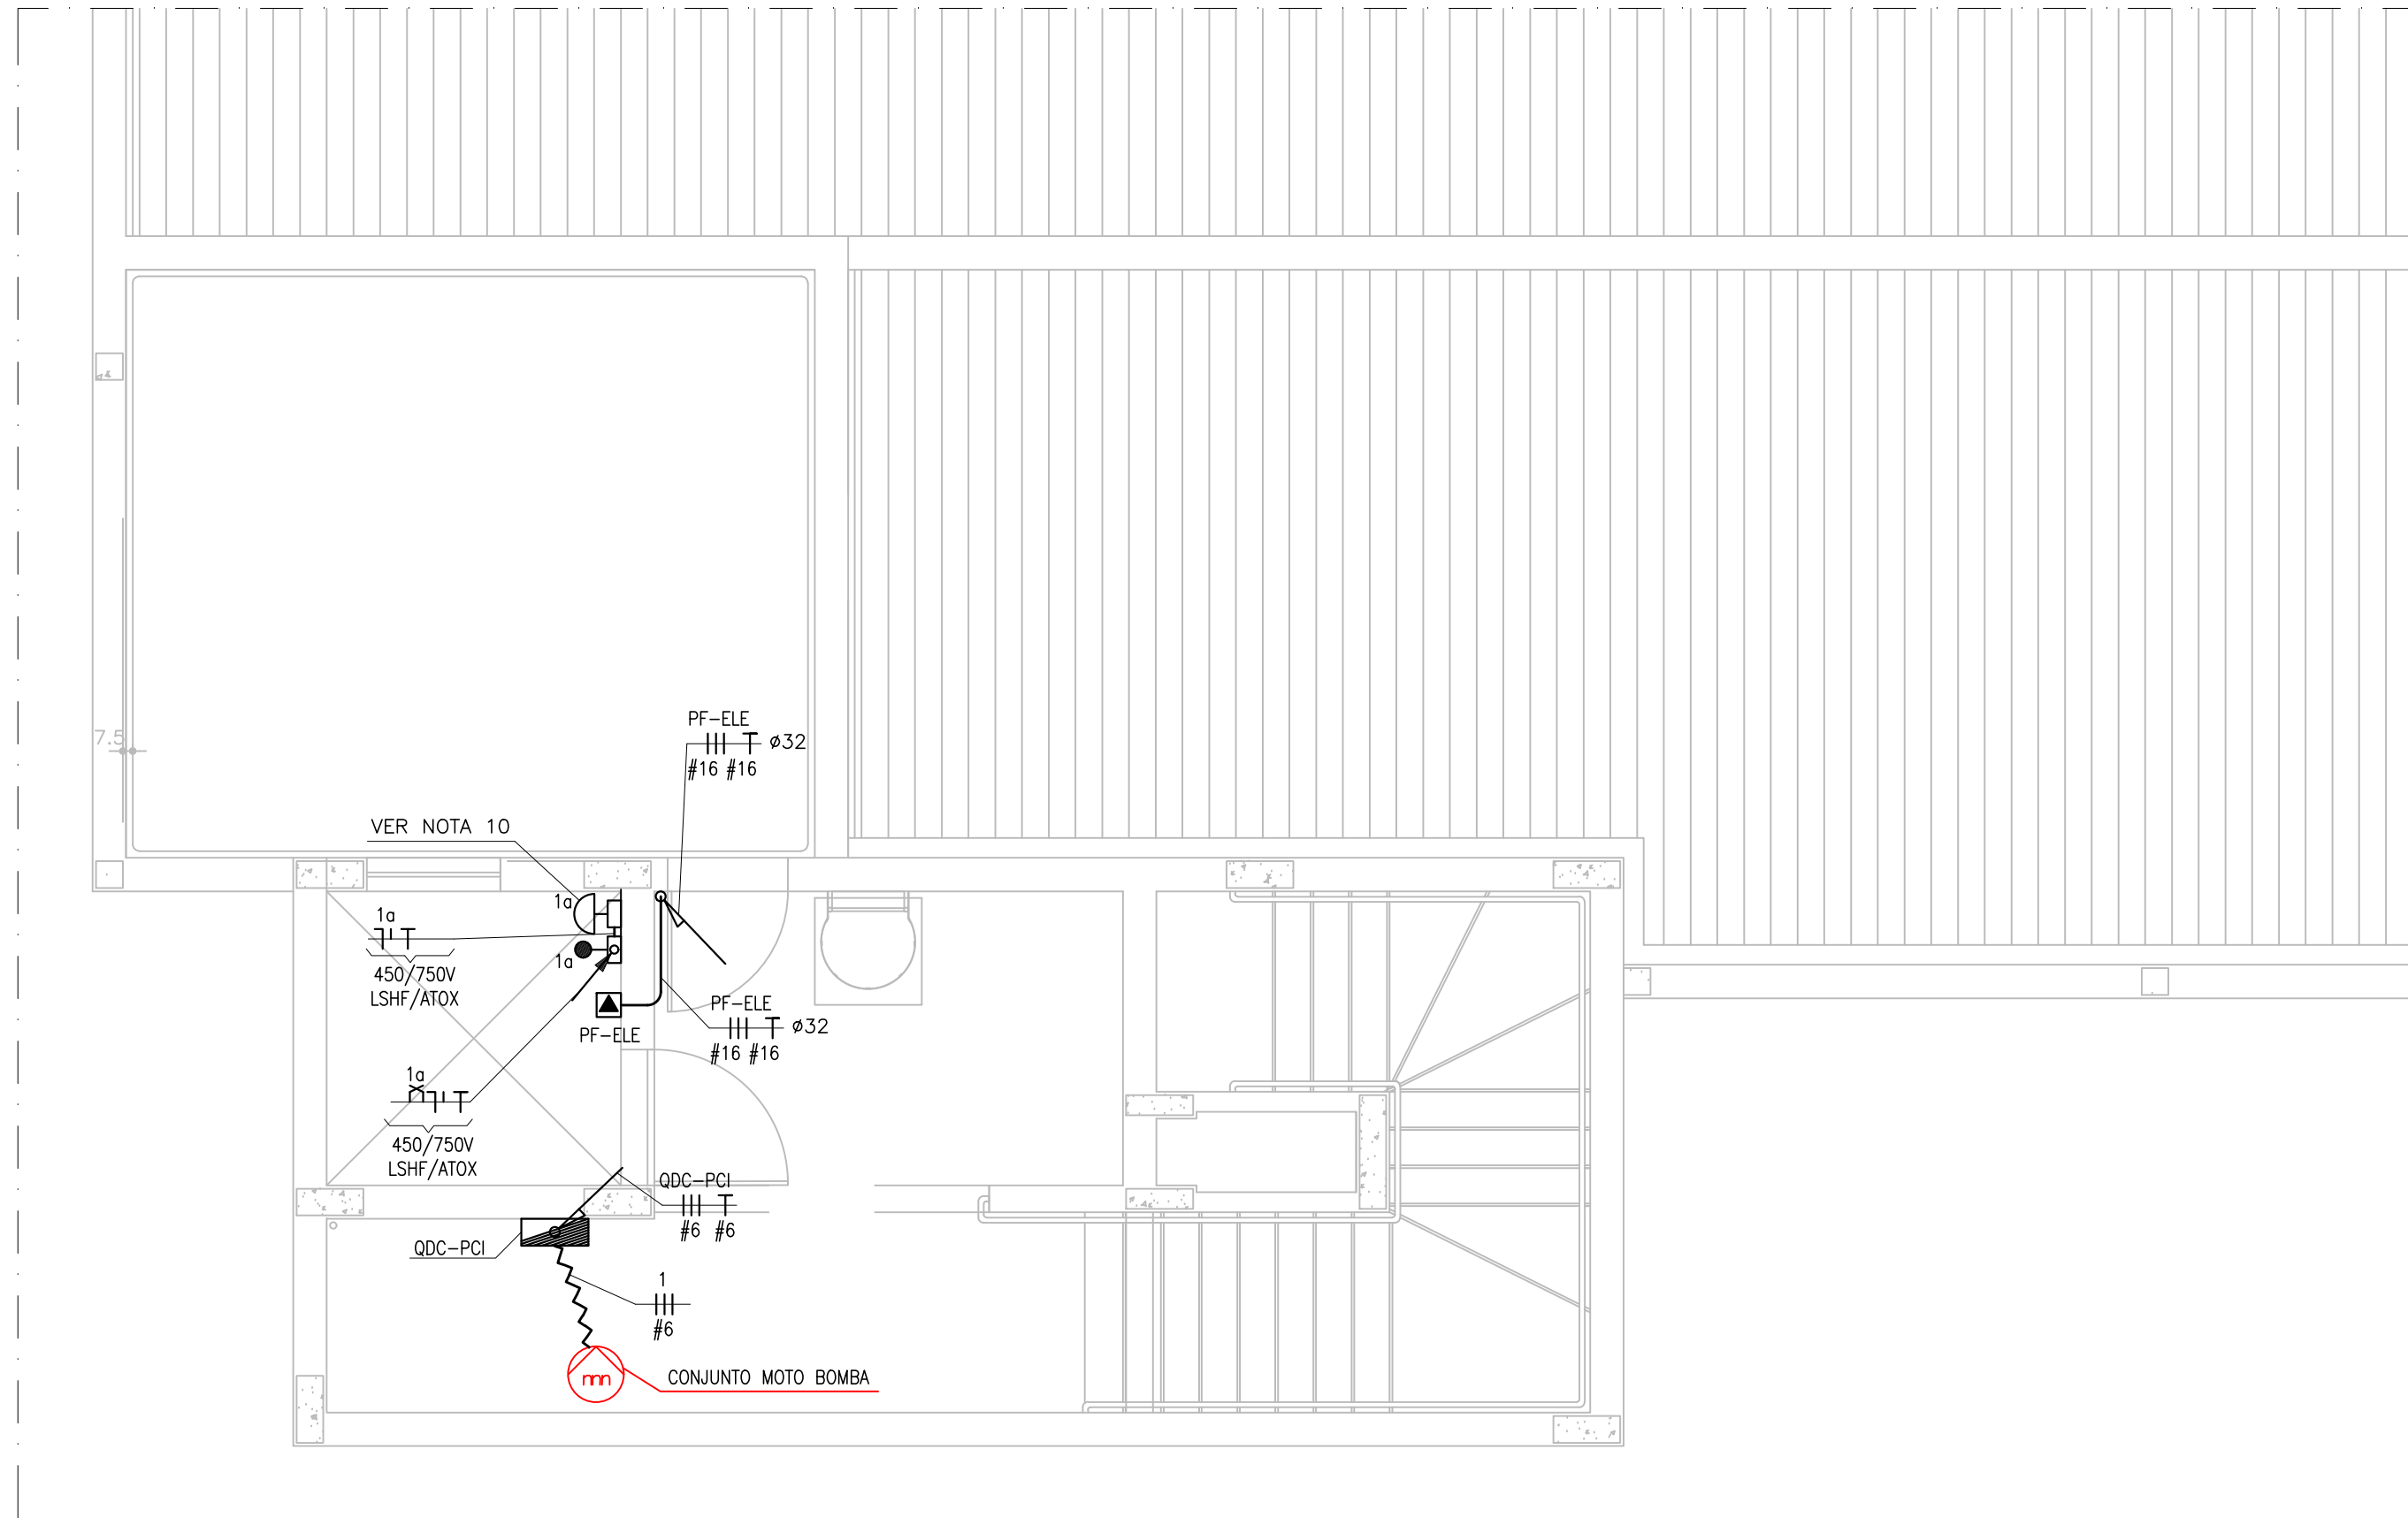 PF-ELE
ø32
#16 #16
7.5
VER NOTA 10
1a
1a
450/750V
LSHF/ATOX
1a
PF-ELE
ø32
#16 #16
PF-ELE
1a
450/750V
LSHF/ATOX
QDC-PCI
#6 #6
QDC-PCI
1
#6
CONJUNTO MOTO BOMBA